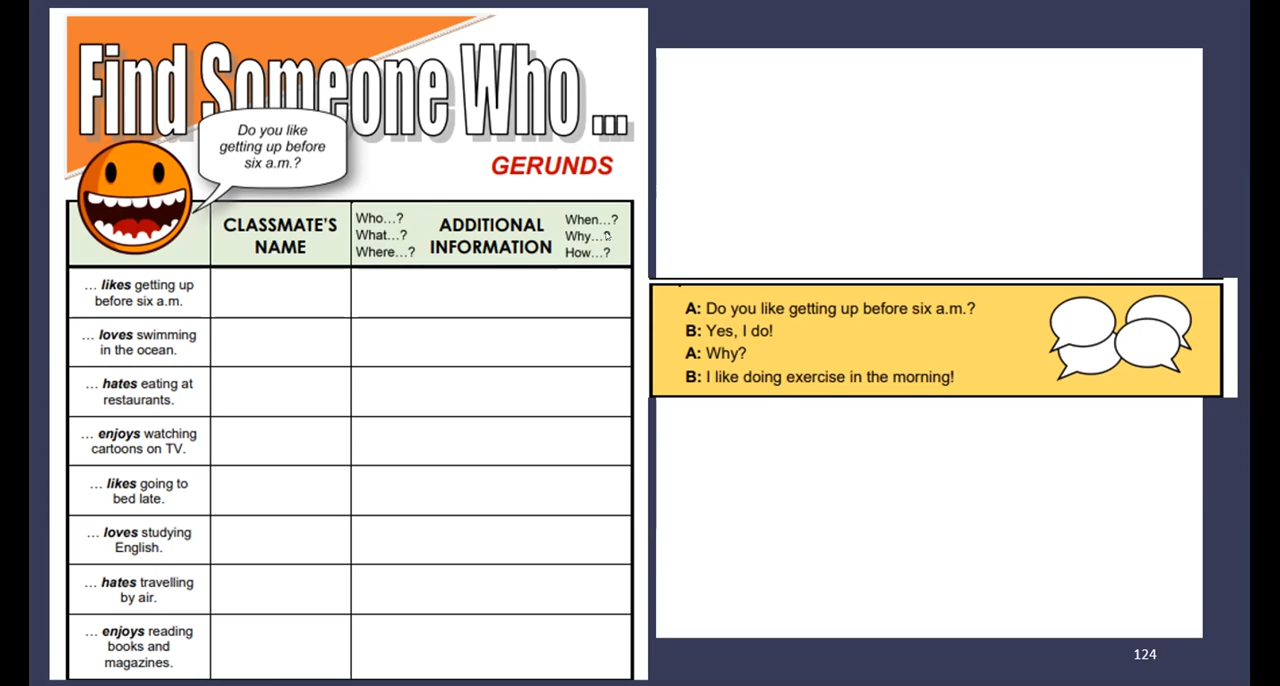 Find Someone Who ...
Do you like
getting up before
six a.m.?
GERUNDS
CLASSMATE'S
NAME
Who...?
What...?
Where...?
ADDITIONAL
INFORMATION
When...?
Why...?
How...?
... likes getting up
before six a.m.
... loves swimming
in the ocean.
... hates eating at
restaurants.
... enjoys watching
cartoons on TV.
... likes going to
bed late.
... loves studying
English.
... hates travelling
by air.
... enjoys reading
books and
magazines.
A: Do you like getting up before six a.m.?
B: Yes, I do!
A: Why?
B: I like doing exercise in the morning!
124